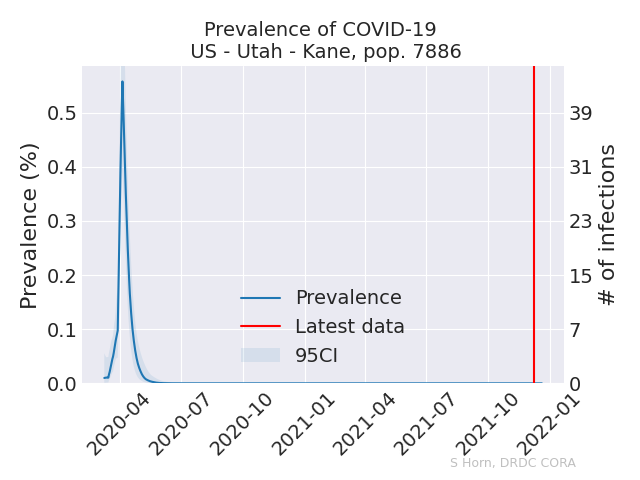 Prevalence of COVID-19
US - Utah - Kane, pop. 7886
Prevalence (%)
0.5
0.4
0.3
0.2
0.1
0.0
39
31
23
15
7
0
# of infections
Prevalence
Latest data
95CI
2020-04
2020-07
2020-10
2021-01
2021-04
2021-07
2021-10
2022-01
S Horn, DRDC CORA